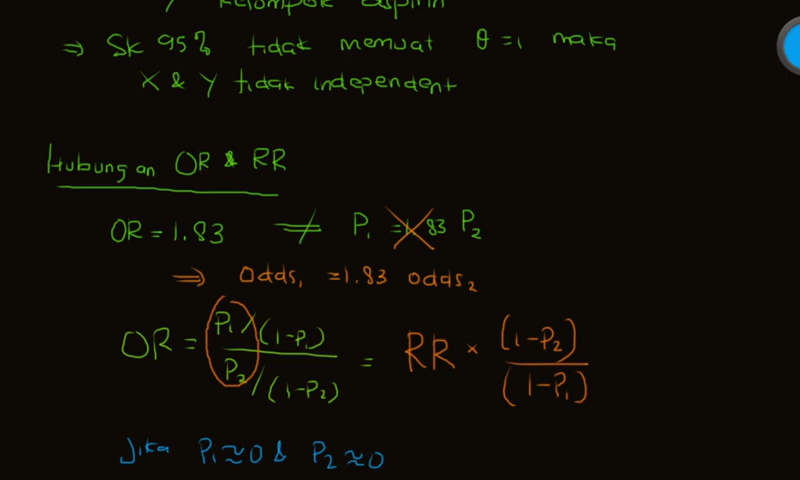 kelompok aspirin
⇒ SK 95% tidak memuat θ = 1 maka
X & Y tidak independent
Hubungan OR & RR
OR = 1.83 ≠ P₁ = 1.83 P₂
⇒ Odds₁ = 1.83 odds₂
OR = P₁/(1-P₁) / P₂/(1-P₂) = RR × (1-P₂)/(1-P₁)
Jika P₁ ≈ 0 & P₂ ≈ 0